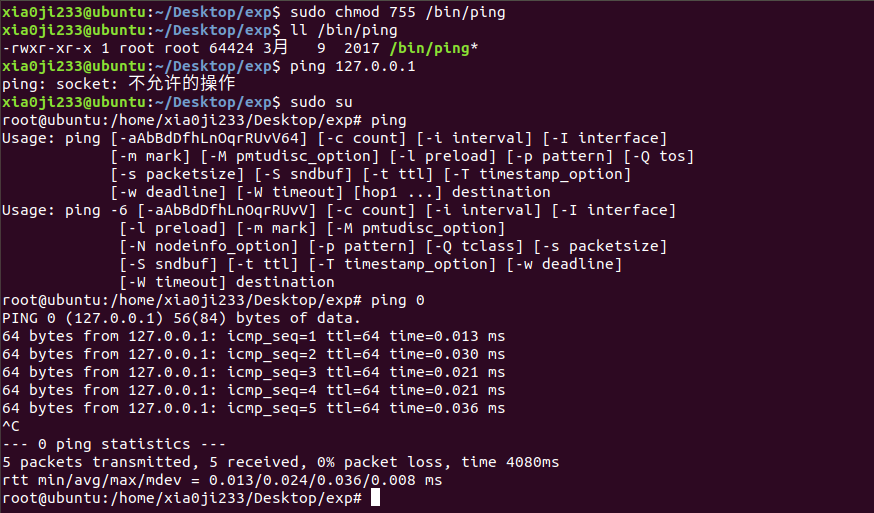 xia0ji233@ubuntu:~/Desktop/exp$ sudo chmod 755 /bin/ping
xia0ji233@ubuntu:~/Desktop/exp$ ll /bin/ping
-rwxr-xr-x 1 root root 64424 3月   9  2017 /bin/ping*
xia0ji233@ubuntu:~/Desktop/exp$ ping 127.0.0.1
ping: socket: 不允许的操作
xia0ji233@ubuntu:~/Desktop/exp$ sudo su
root@ubuntu:/home/xia0ji233/Desktop/exp# ping
Usage: ping [-aAbBdDfhLnOqrRUvV64] [-c count] [-i interval] [-I interface]
            [-m mark] [-M pmtudisc_option] [-l preload] [-p pattern] [-Q tos]
            [-s packetsize] [-S sndbuf] [-t ttl] [-T timestamp_option]
            [-w deadline] [-W timeout] [hop1 ...] destination
Usage: ping -6 [-aAbBdDfhLnOqrRUvV] [-c count] [-i interval] [-I interface]
             [-l preload] [-m mark] [-M pmtudisc_option]
             [-N nodeinfo_option] [-p pattern] [-Q tclass] [-s packetsize]
             [-S sndbuf] [-t ttl] [-T timestamp_option] [-w deadline]
             [-W timeout] destination
root@ubuntu:/home/xia0ji233/Desktop/exp# ping 0
PING 0 (127.0.0.1) 56(84) bytes of data.
64 bytes from 127.0.0.1: icmp_seq=1 ttl=64 time=0.013 ms
64 bytes from 127.0.0.1: icmp_seq=2 ttl=64 time=0.030 ms
64 bytes from 127.0.0.1: icmp_seq=3 ttl=64 time=0.021 ms
64 bytes from 127.0.0.1: icmp_seq=4 ttl=64 time=0.021 ms
64 bytes from 127.0.0.1: icmp_seq=5 ttl=64 time=0.036 ms
^C
--- 0 ping statistics ---
5 packets transmitted, 5 received, 0% packet loss, time 4080ms
rtt min/avg/max/mdev = 0.013/0.024/0.036/0.008 ms
root@ubuntu:/home/xia0ji233/Desktop/exp#